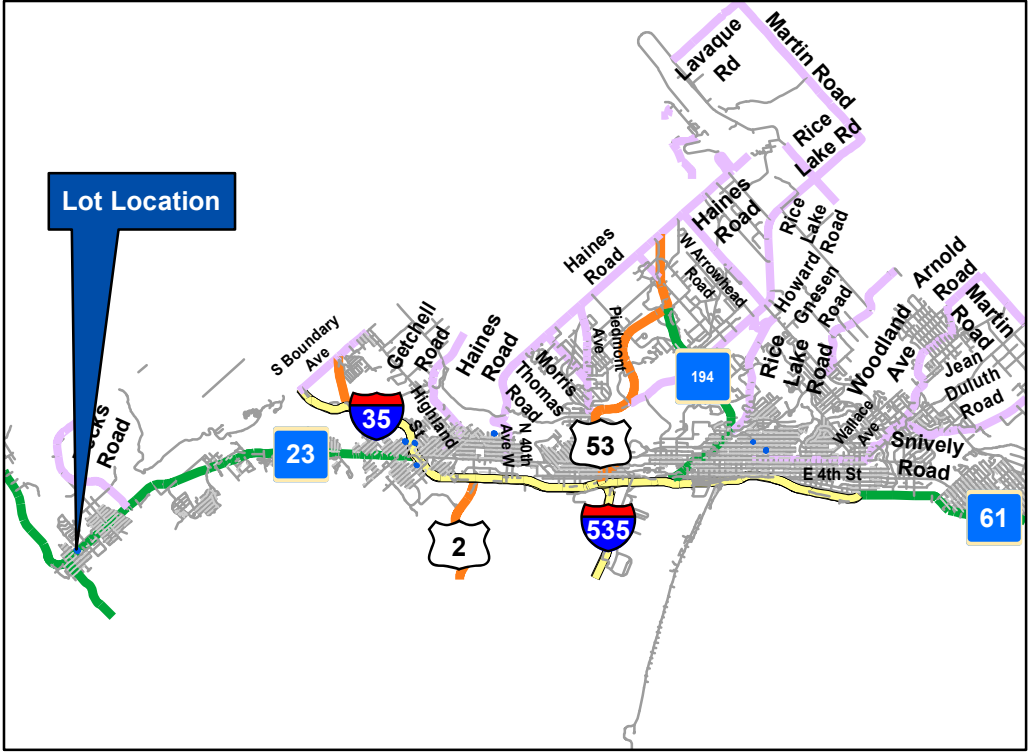 Lavaque
Rd
Martin Road
Rice
Lake Rd
Lot Location
Haines
Road
Rice
Lake
Road
W Arrowhead
Road
Haines
Road
Howard
Gnesen
Road
Arnold
Road
Martin
Road
S Boundary
Ave
Getchell
Road
Haines
Road
Piedmont
Ave
Morris
Thomas
Road
Rice
Lake
Road
Woodland
Ave
Jean
Duluth
Road
194
35
Highland
St
N 40th
Ave W
53
Wallace
Ave
Snively
Road
Road
23
E 4th St
61
535
2